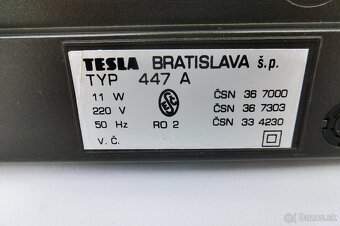 TESLA BRATISLAVA š.p.
TYP 447 A
11 W ČSN 36 7000
220 V ESČ ČSN 36 7303
50 Hz RO 2 ČSN 33 4230
V. Č.
© Bazos.sk